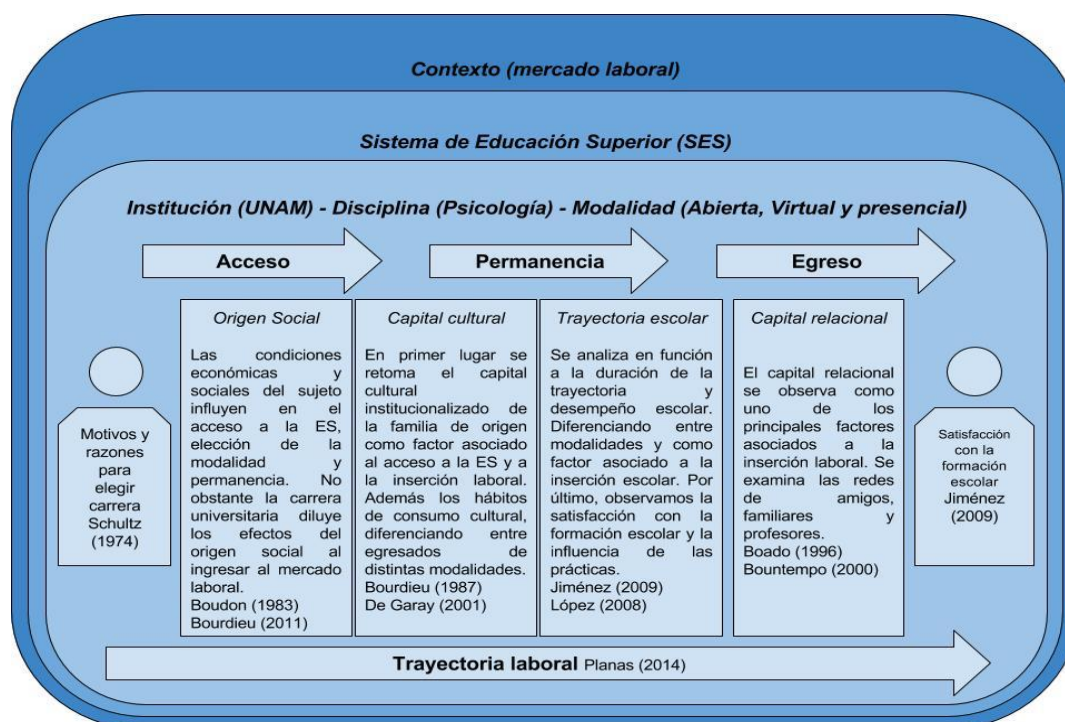 Contexto (mercado laboral)
Sistema de Educación Superior (SES)
Institución (UNAM) - Disciplina (Psicología) - Modalidad (Abierta, Virtual y presencial)
Acceso
Permanencia
Egreso
Motivos y
razones
para
elegir
carrera
Schultz
(1974)
Origen Social
Las condiciones
económicas y
sociales del sujeto
influyen en el
acceso a la ES,
elección de la
modalidad y
permanencia. No
obstante la carrera
universitaria diluye
los efectos del
origen social al
ingresar al mercado
laboral.
Boudon (1983)
Bourdieu (2011)
Capital cultural
En primer lugar se
retoma el capital
cultural
institucionalizado de
la familia de origen
como factor asociado
al acceso a la ES y a
la inserción laboral.
Además los hábitos
de consumo cultural,
diferenciando entre
egresados de
distintas modalidades.
Bourdieu (1987)
De Garay (2001)
Trayectoria escolar
Se analiza en función
a la duración de la
trayectoria y
desempeño escolar.
Diferenciando entre
modalidades y como
factor asociado a la
inserción escolar. Por
último, observamos la
satisfacción con la
formación escolar y la
influencia de las
prácticas.
Jiménez (2009)
López (2008)
Capital relacional
El capital relacional
se observa como
uno de los
principales factores
asociados a la
inserción laboral. Se
examina las redes
de amigos,
familiares y
profesores.
Boado (1996)
Bountempo (2000)
Satisfacción
con la
formación
escolar
Jiménez
(2009)
Trayectoria laboral Planas (2014)